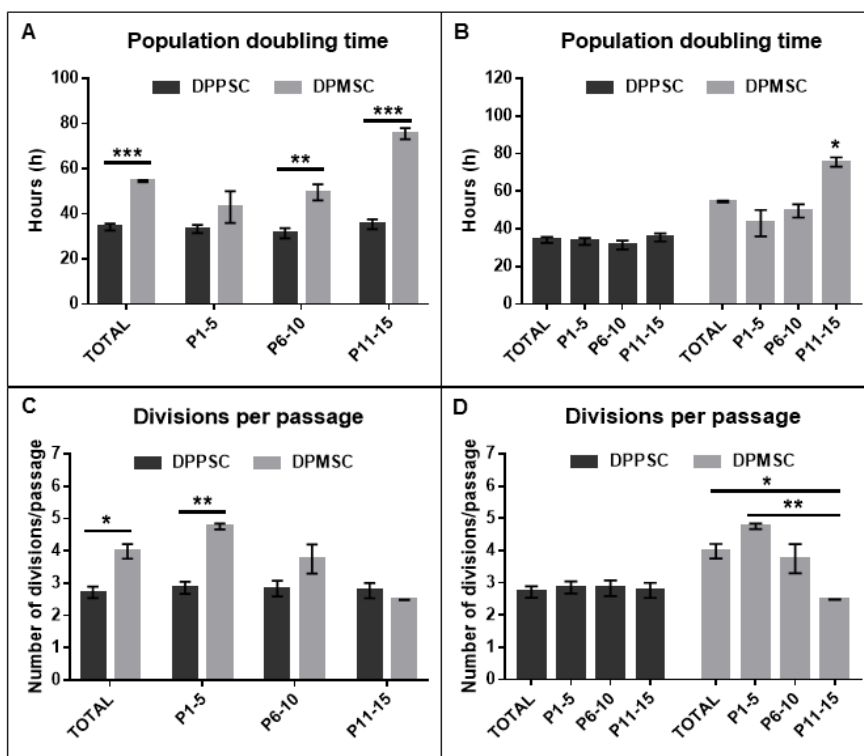 A
Population doubling time
DPPSC DPMSC
Hours (h)
100
80
60
40
20
0
***
**
***
TOTAL
P1-5
P6-10
P11-15
B
Population doubling time
DPPSC DPMSC
Hours (h)
120
100
80
60
40
20
0
*
TOTAL
P1-5
P6-10
P11-15
TOTAL
P1-5
P6-10
P11-15
C
Divisions per passage
DPPSC DPMSC
Number of divisions/passage
7
6
5
4
3
2
1
0
*
**
TOTAL
P1-5
P6-10
P11-15
D
Divisions per passage
DPPSC DPMSC
Number of divisions/passage
7
6
5
4
3
2
1
0
*
**
TOTAL
P1-5
P6-10
P11-15
TOTAL
P1-5
P6-10
P11-15